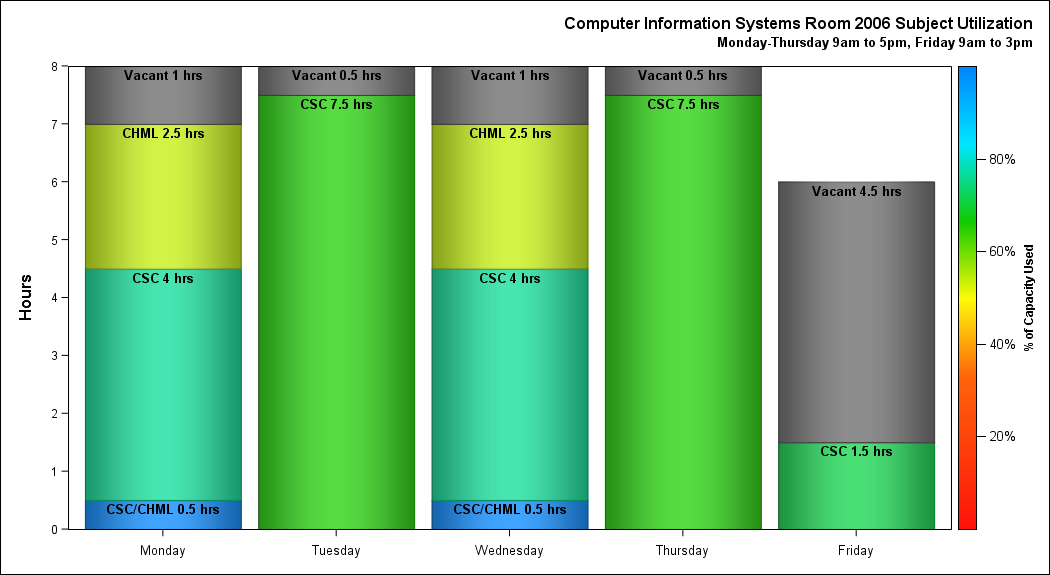 Computer Information Systems Room 2006 Subject Utilization
Monday-Thursday 9am to 5pm, Friday 9am to 3pm
8
7
6
5
4
3
2
1
0
Hours
Vacant 1 hrs
CHML 2.5 hrs
CSC 4 hrs
CSC/CHML 0.5 hrs
Vacant 0.5 hrs
CSC 7.5 hrs
Vacant 1 hrs
CHML 2.5 hrs
CSC 4 hrs
CSC/CHML 0.5 hrs
Vacant 0.5 hrs
CSC 7.5 hrs
Vacant 4.5 hrs
CSC 1.5 hrs
Monday
Tuesday
Wednesday
Thursday
Friday
80%
60%
40%
20%
% of Capacity Used